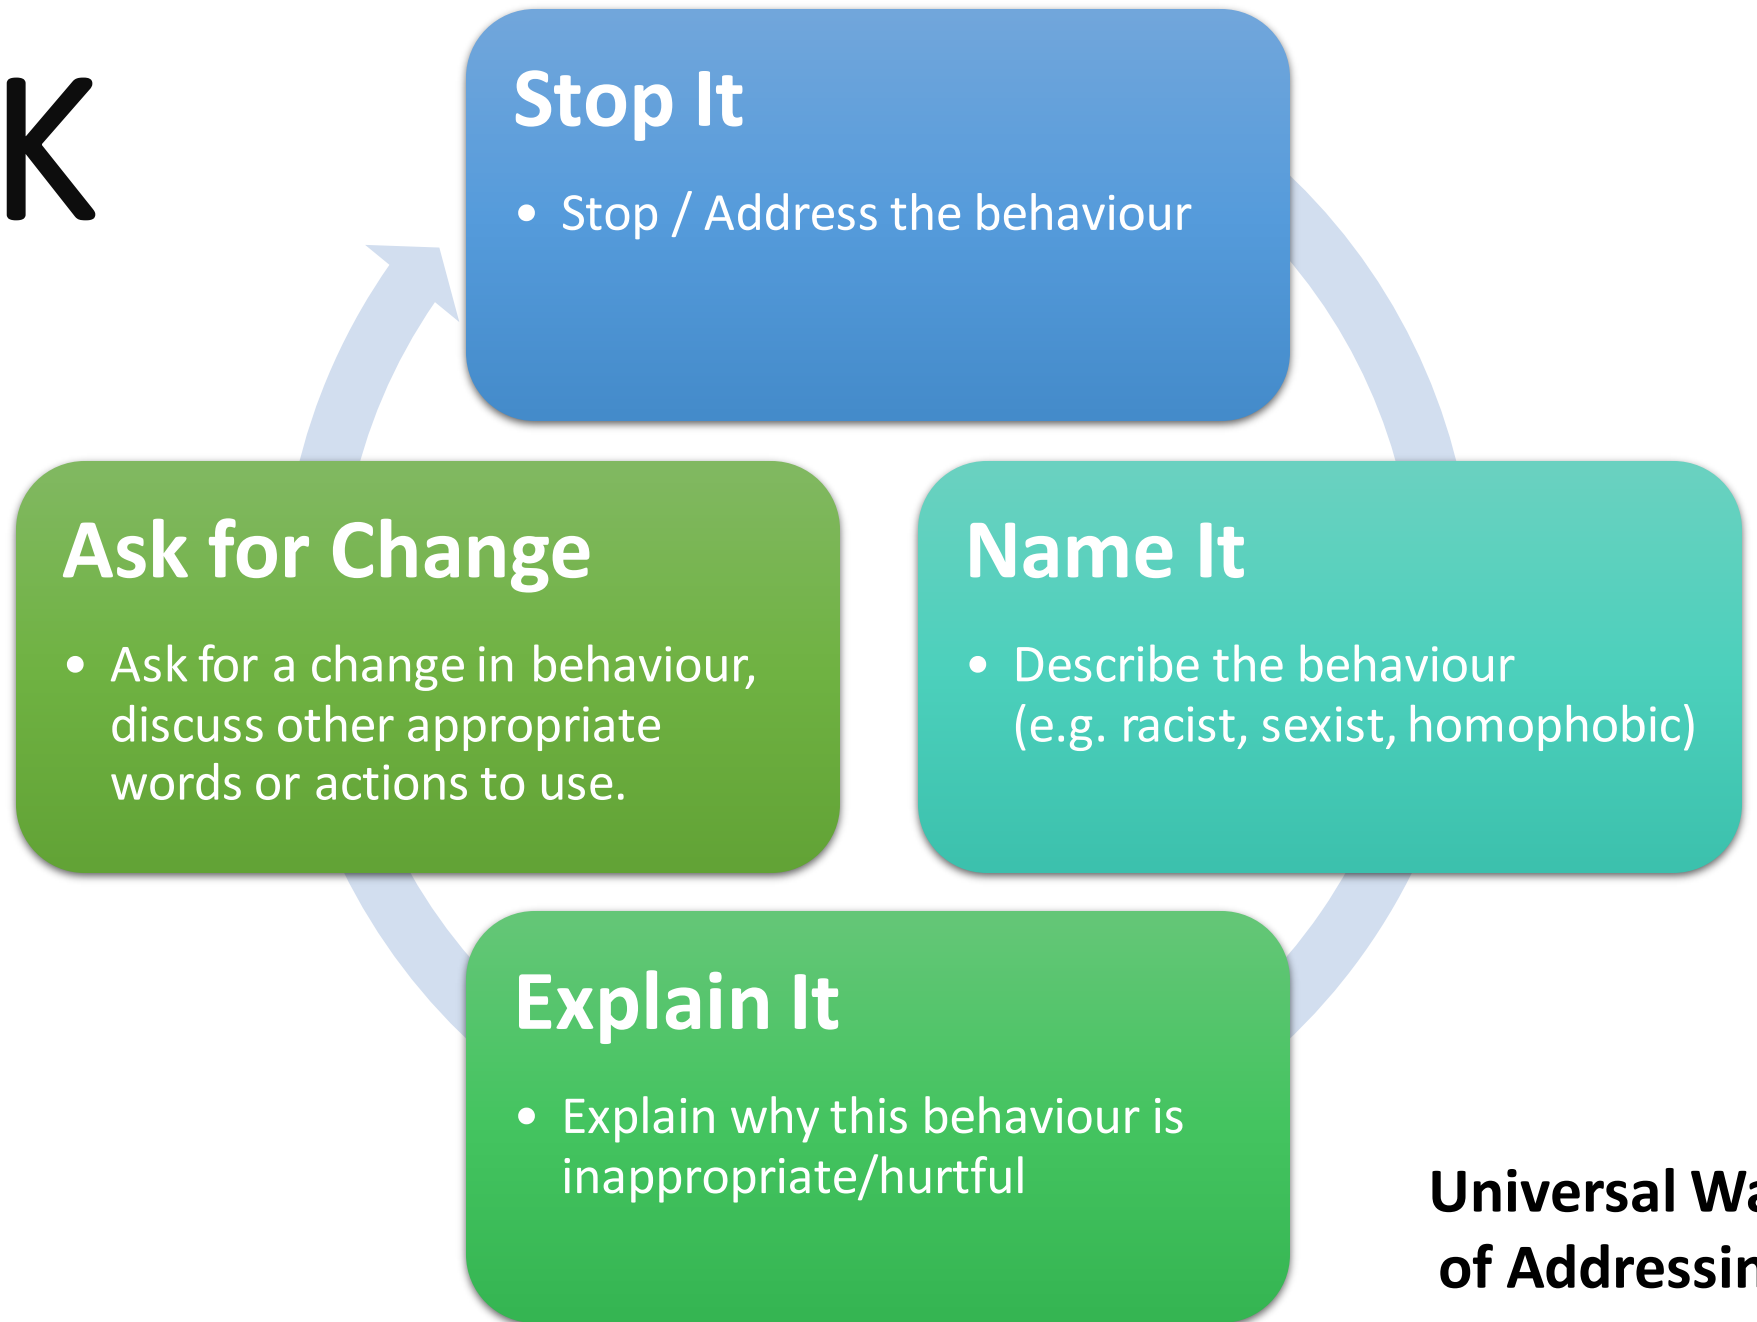 K
Stop It
• Stop / Address the behaviour
Name It
• Describe the behaviour
(e.g. racist, sexist, homophobic)
Explain It
• Explain why this behaviour is
inappropriate/hurtful
Ask for Change
• Ask for a change in behaviour,
discuss other appropriate
words or actions to use.
Universal
of